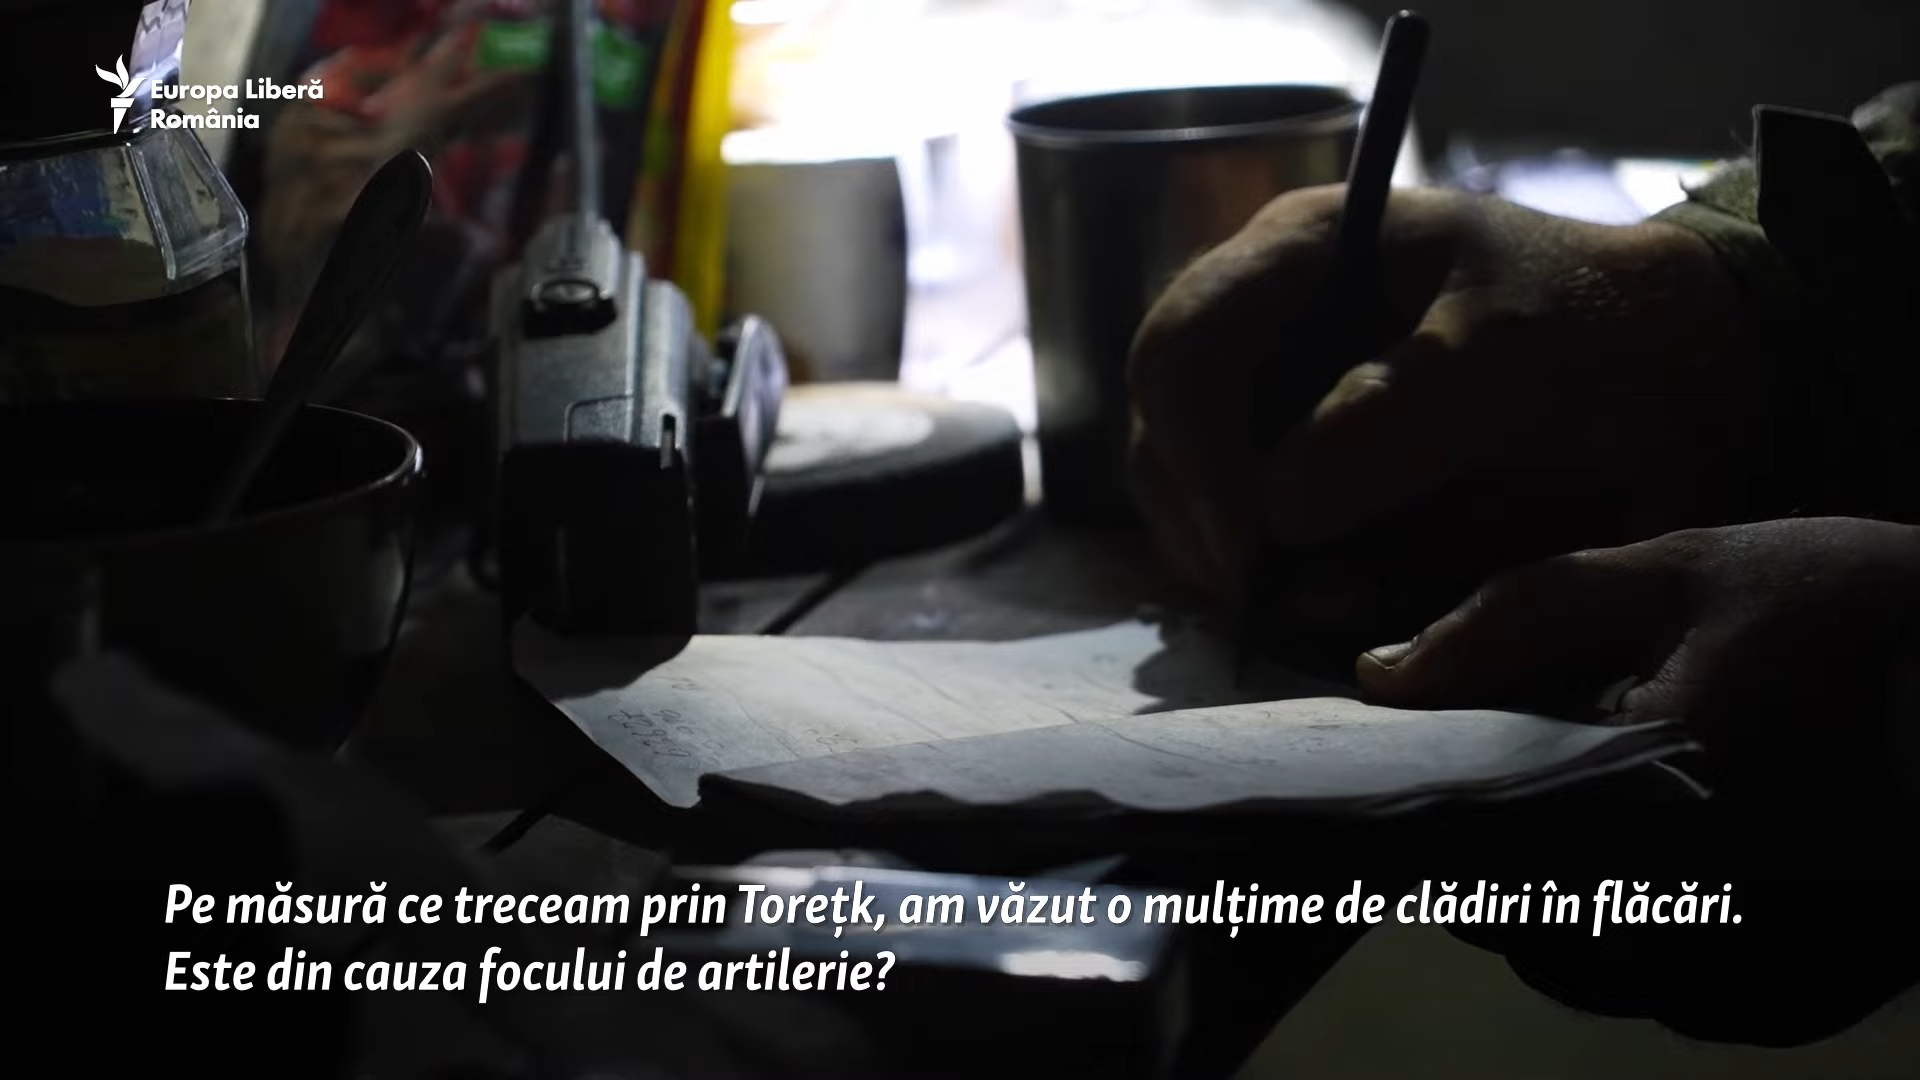 Europa Liberă
România
Pe măsură ce treceam prin Torețk, am văzut o mulțime de clădiri în flăcări.
Este din cauza focului de artilerie?